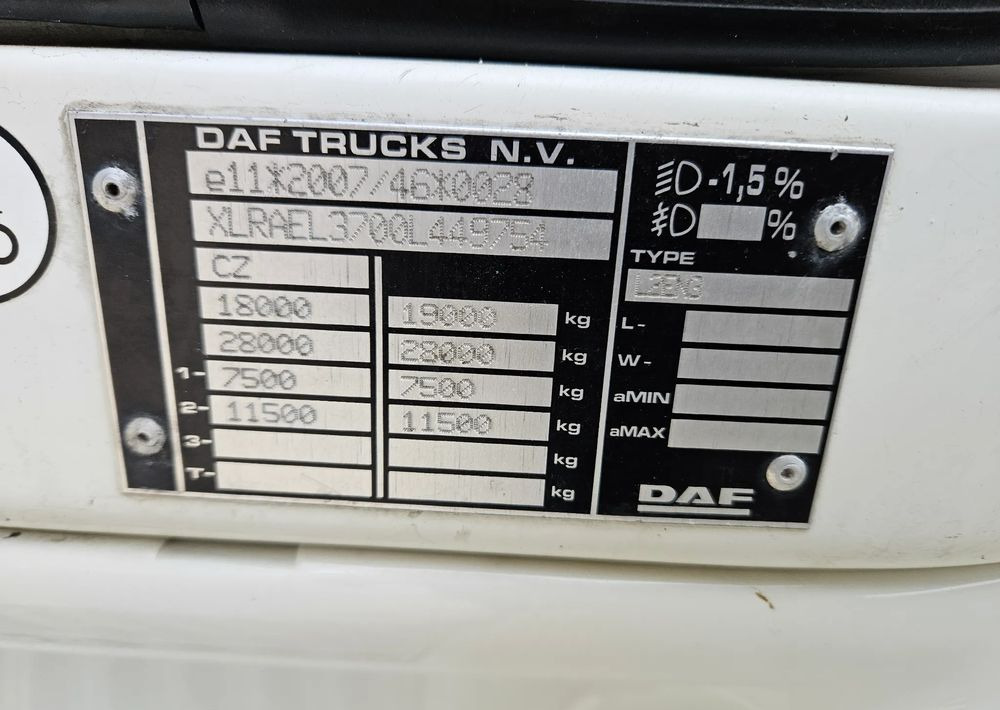 DAF TRUCKS N.V.
e11*2007/46*0028
XLRAEL3700L449754
CZ
18000 19000 kg
28000 28000 kg
1- 7500 7500 kg
2- 11500 11500 kg
3- kg
T- kg
-1,5 %
%
TYPE
L-
W-
aMIN
aMAX
DAF